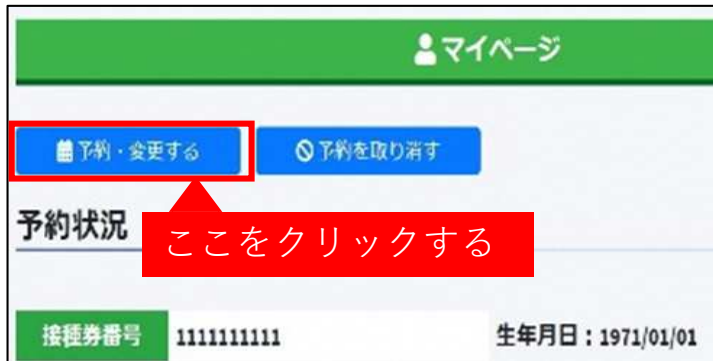 マイページ
予約・変更する 予約を取り消す
予約状況
ここをクリックする
接種券番号 1111111111 生年月日：1971/01/01